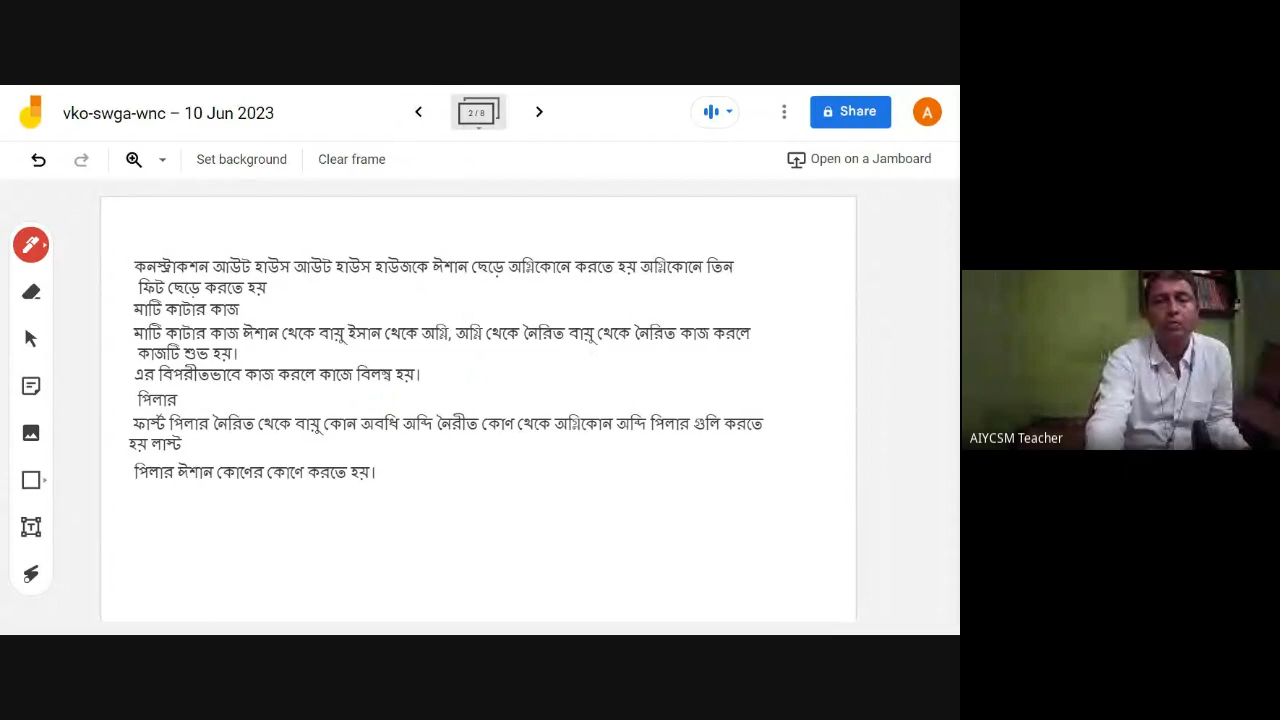 vko-swga-wnc – 10 Jun 2023
2 / 8
Share
A
Set background
Clear frame
Open on a Jamboard
কনস্ট্রাকশন আউট হাউস আউট হাউস হাউজকে ঈশান ছেড়ে অগ্নিকোনে করতে হয় অগ্নিকোনে তিন
ফিট ছেড়ে করতে হয়
মাটি কাটার কাজ
মাটি কাটার কাজ ঈশান থেকে বায়ু ইসান থেকে অগ্নি, অগ্নি থেকে নৈরিত বায়ু থেকে নৈরিত কাজ করলে
কাজটি শুভ হয়।
এর বিপরীতভাবে কাজ করলে কাজে বিলম্ব হয়।
পিলার
ফার্স্ট পিলার নৈরিত থেকে বায়ু কোন অবধি অব্দি নৈরীত কোণ থেকে অগ্নিকোন অব্দি পিলার গুলি করতে
হয় লাস্ট
পিলার ঈশান কোণের কোণে করতে হয়।
T
AIYCSM Teacher